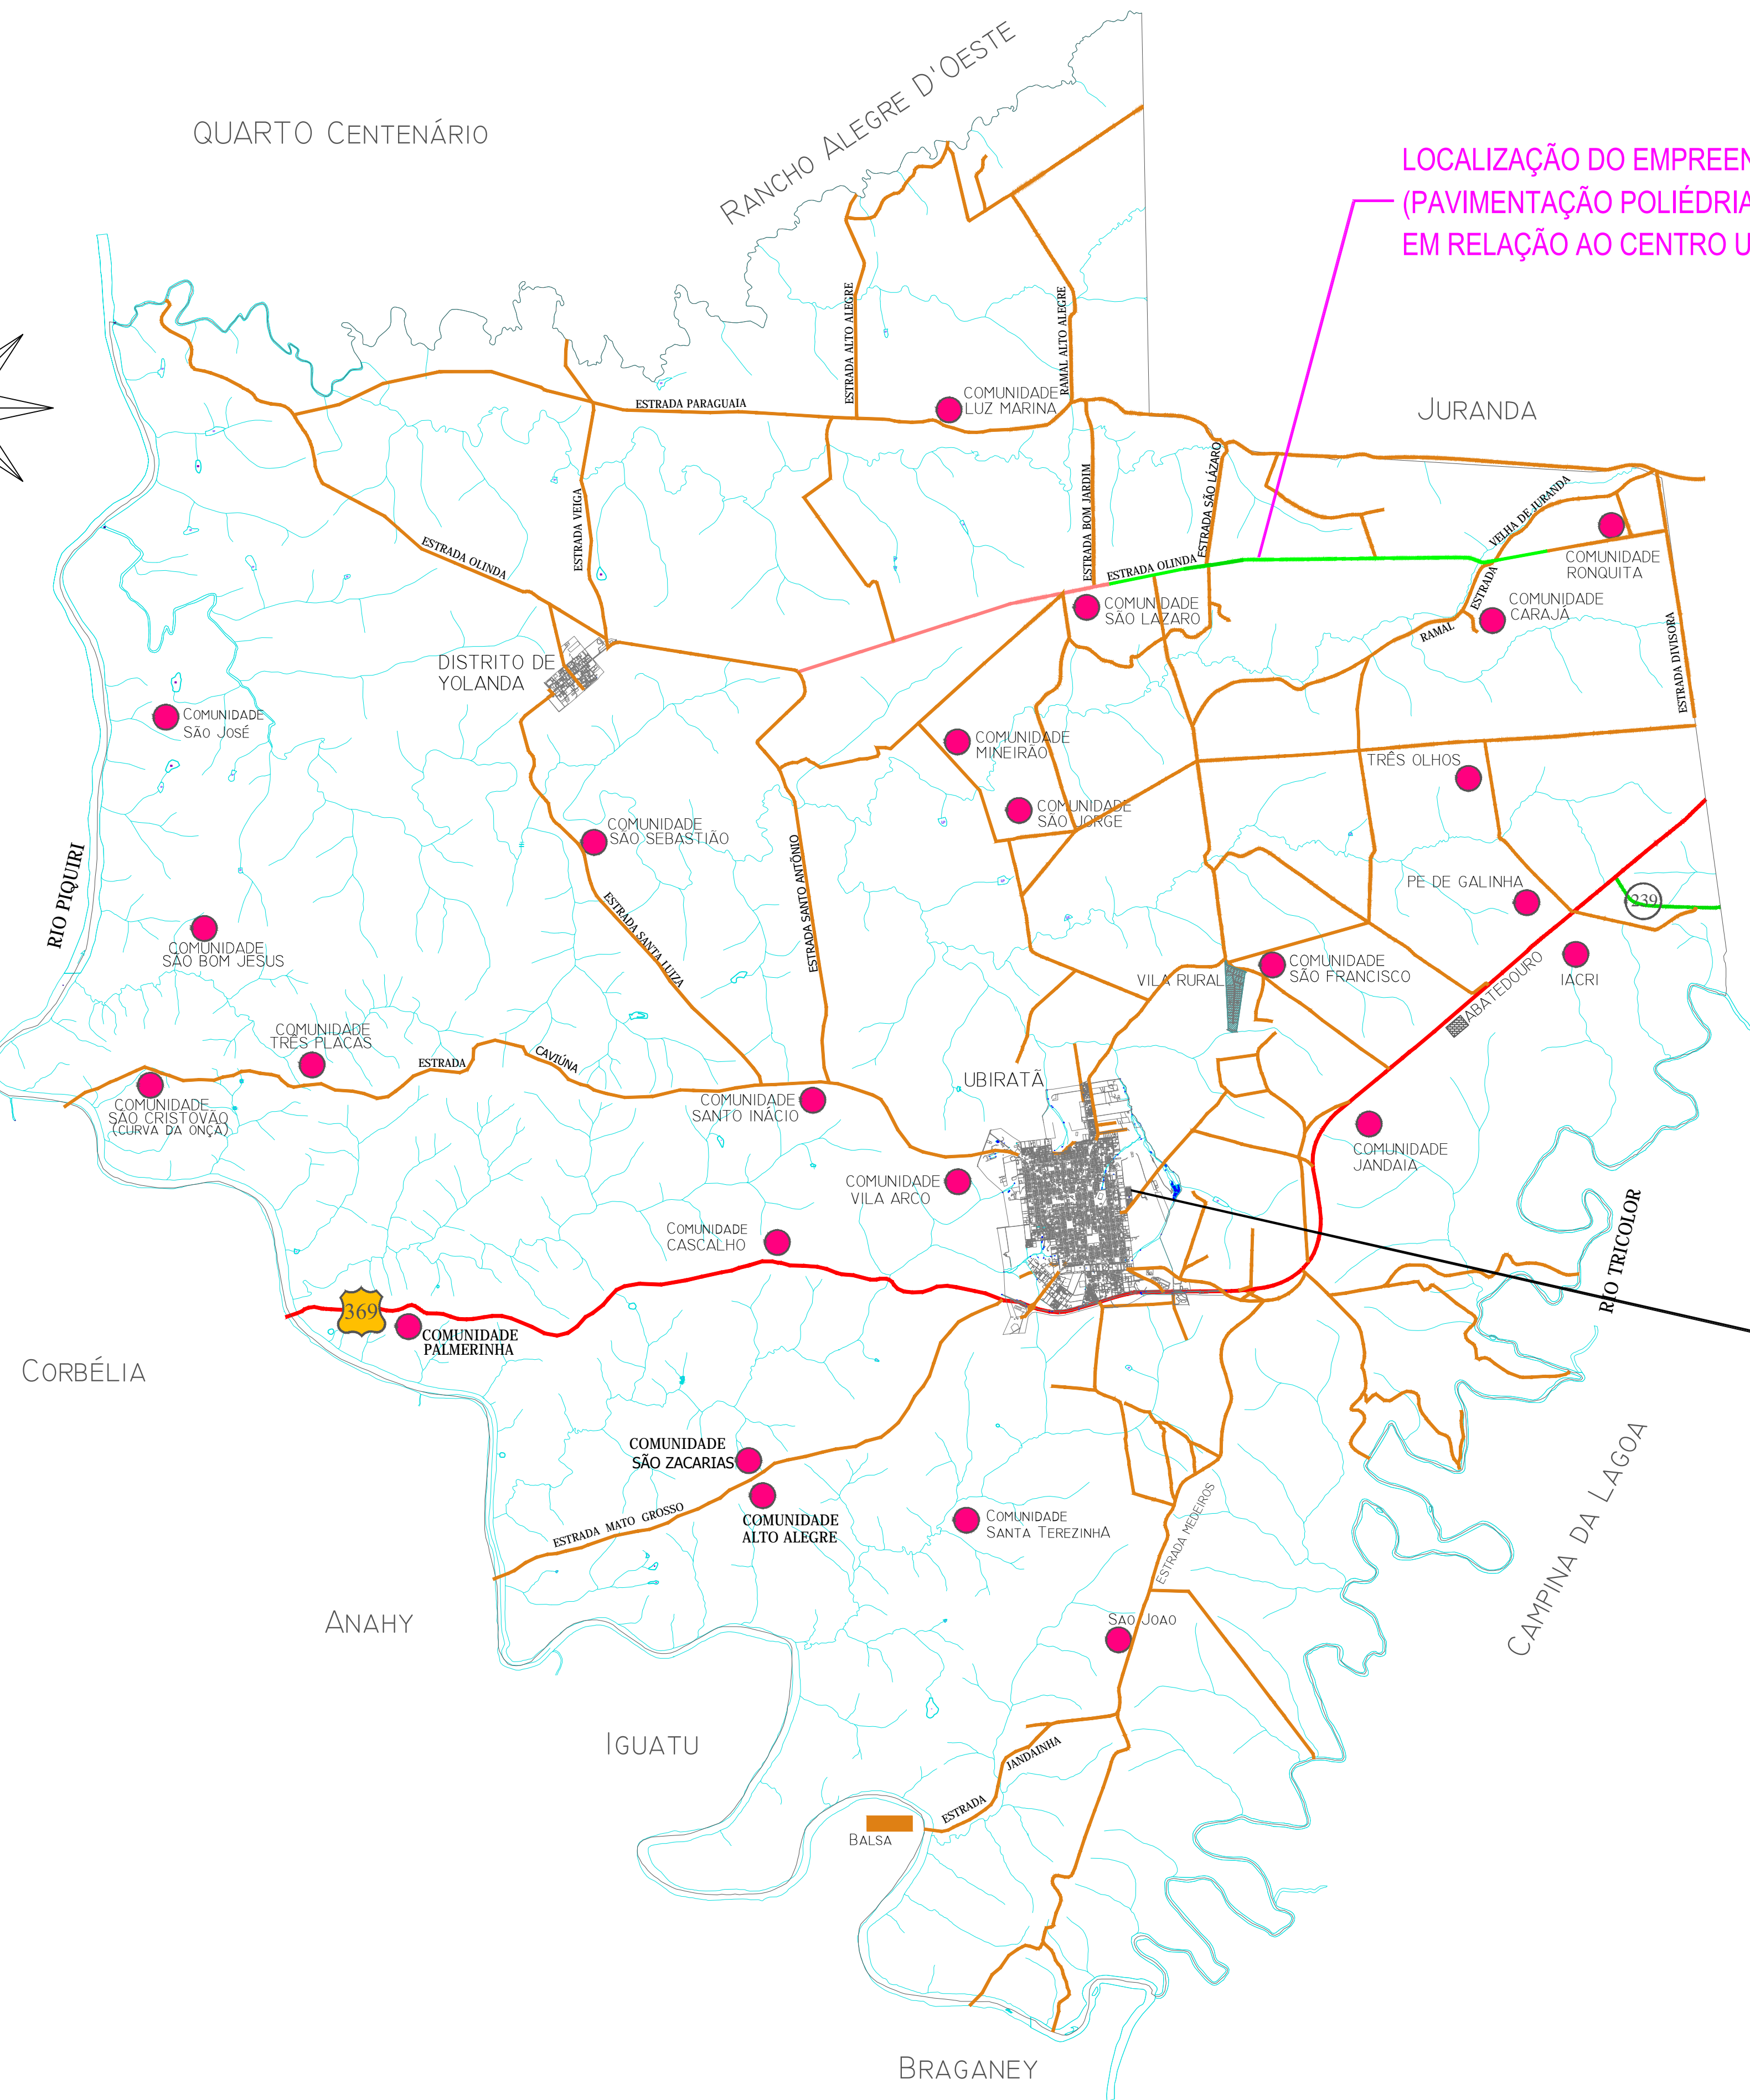 QUARTO CENTENÁRIO
RANCHO ALEGRE D'OESTE
LOCALIZAÇÃO DO EMPREEN
(PAVIMENTAÇÃO POLIÉDRIA
EM RELAÇÃO AO CENTRO U
JURANDA
ESTRADA ALTO ALEGRE
RAMAL ALTO ALEGRE
COMUNIDADE
LUZ MARINA
ESTRADA PARAGUAIA
ESTRADA VEIGA
ESTRADA OLINDA
ESTRADA BOM JARDIM
ESTRADA SÃO LÁZARO
ESTRADA OLINDA
VELHA DE JURANDA
ESTRADA
RAMAL
COMUNIDADE
RONQUITA
COMUNIDADE
CARAJÁ
COMUNIDADE
SÃO LÁZARO
ESTRADA DIVISORA
DISTRITO DE
YOLANDA
COMUNIDADE
SÃO JOSÉ
COMUNIDADE
MINEIRÃO
TRÊS OLHOS
COMUNIDADE
SÃO JORGE
COMUNIDADE
SÃO SEBASTIÃO
ESTRADA SANTO ANTÔNIO
ESTRADA SANTA LUIZA
RIO PIQUIRI
PE DE GALINHA
239
COMUNIDADE
SÃO BOM JESUS
VILA RURAL
COMUNIDADE
SÃO FRANCISCO
IACRI
ABATEDOURO
COMUNIDADE
TRÊS PLACAS
ESTRADA
CAVIÚNA
UBIRATÃ
COMUNIDADE
SÃO CRISTOVÃO
(CURVA DA ONÇA)
COMUNIDADE
SANTO INÁCIO
COMUNIDADE
JANDAIA
COMUNIDADE
VILA ARCO
COMUNIDADE
CASCALHO
RIO TRICOLOR
369
COMUNIDADE
PALMERINHA
CORBÉLIA
COMUNIDADE
SÃO ZACARIAS
COMUNIDADE
ALTO ALEGRE
ESTRADA MATO GROSSO
COMUNIDADE
SANTA TEREZINHA
ESTRADA MEDEIROS
CAMPINA DA LAGOA
ANAHY
SAO JOAO
IGUATU
JANDAINHA
ESTRADA
BALSA
BRAGANEY